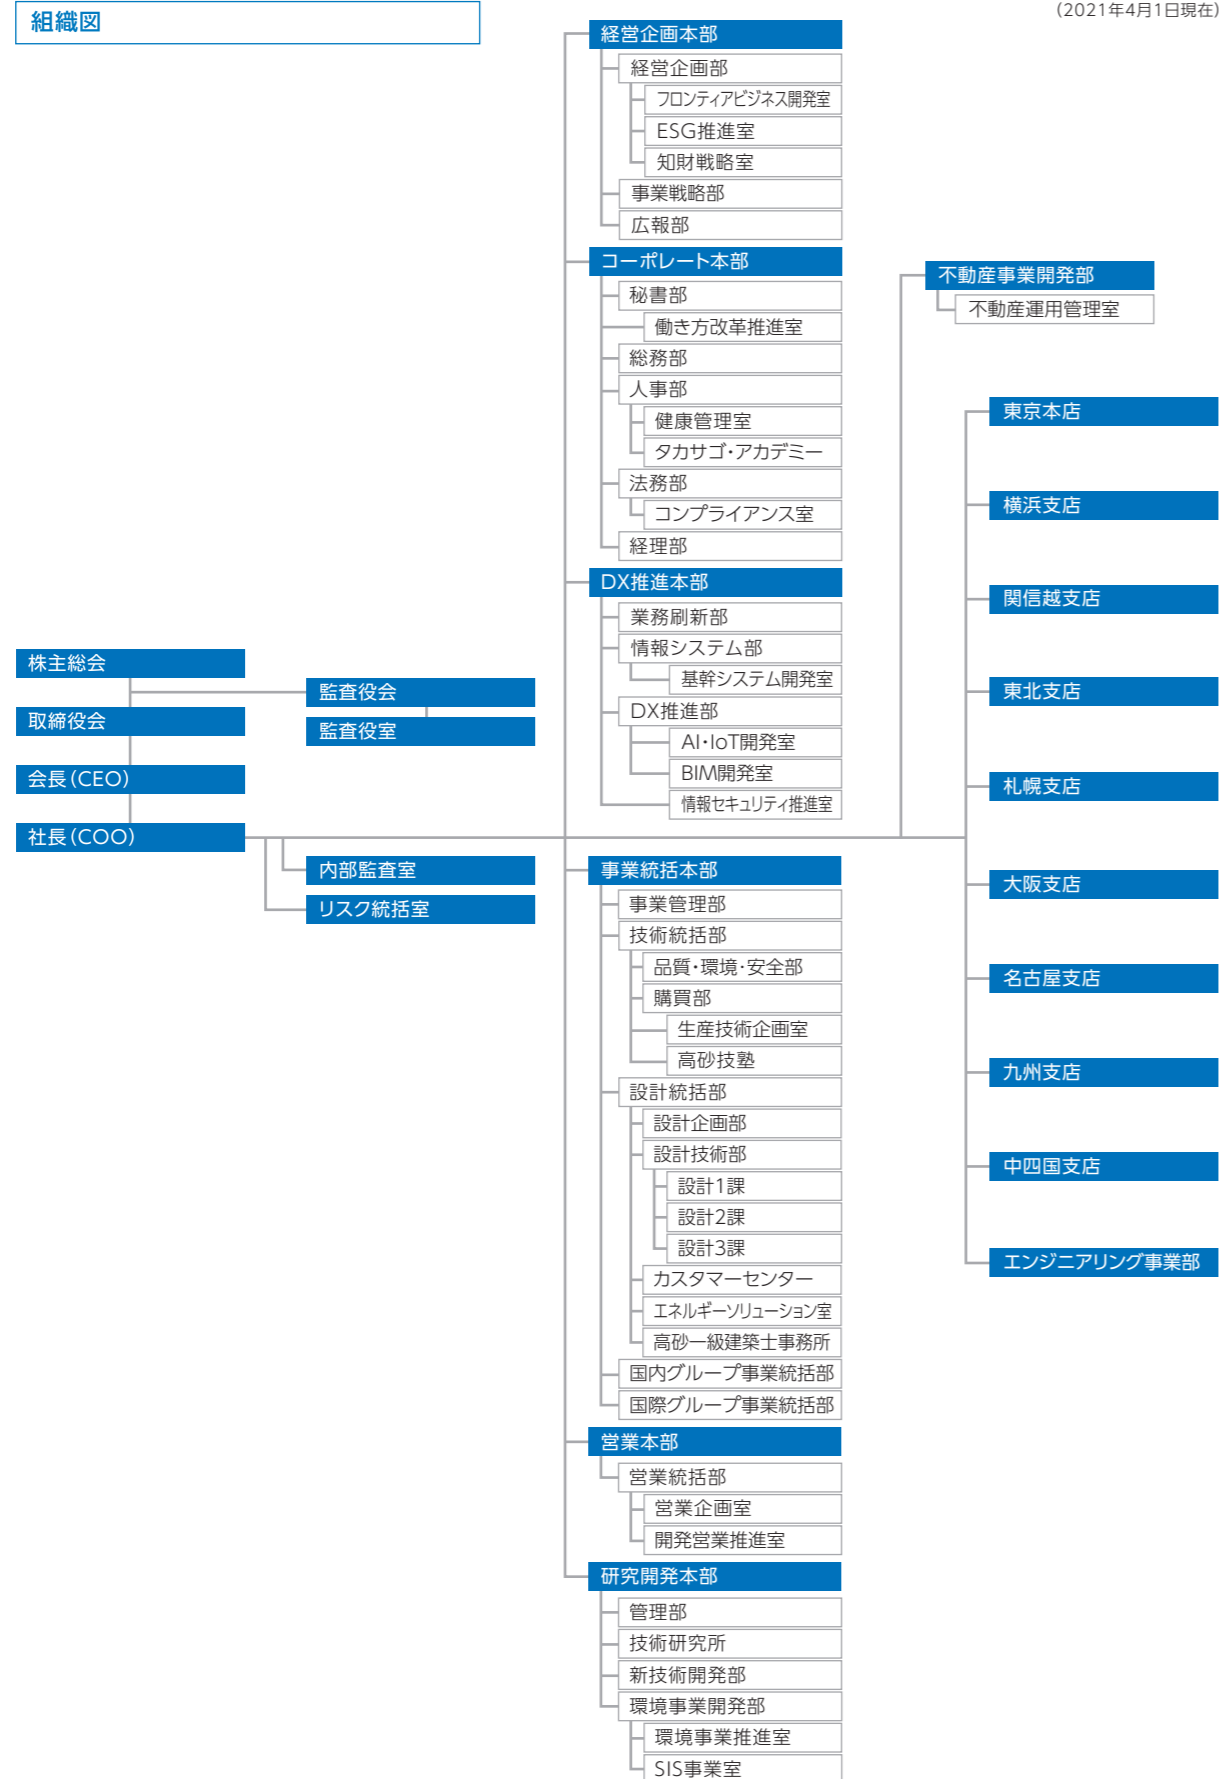 組織図
(2021年4月1日現在)
株主総会
取締役会
会長(CEO)
社長(COO)
監査役会
監査役室
内部監査室
リスク統括室
経営企画本部
経営企画部
フロンティアビジネス開発室
ESG推進室
知財戦略室
事業戦略部
広報部
コーポレート本部
秘書部
働き方改革推進室
総務部
人事部
健康管理室
タカサゴ・アカデミー
法務部
コンプライアンス室
経理部
DX推進本部
業務刷新部
情報システム部
基幹システム開発室
DX推進部
AI・IoT開発室
BIM開発室
情報セキュリティ推進室
事業統括本部
事業管理部
技術統括部
品質・環境・安全部
購買部
生産技術企画室
高砂技塾
設計統括部
設計企画部
設計技術部
設計1課
設計2課
設計3課
カスタマーセンター
エネルギーソリューション室
高砂一級建築士事務所
国内グループ事業統括部
国際グループ事業統括部
営業本部
営業統括部
営業企画室
開発営業推進室
研究開発本部
管理部
技術研究所
新技術開発部
環境事業開発部
環境事業推進室
SIS事業室
不動産事業開発部
不動産運用管理室
東京本店
横浜支店
関信越支店
東北支店
札幌支店
大阪支店
名古屋支店
九州支店
中四国支店
エンジニアリング事業部